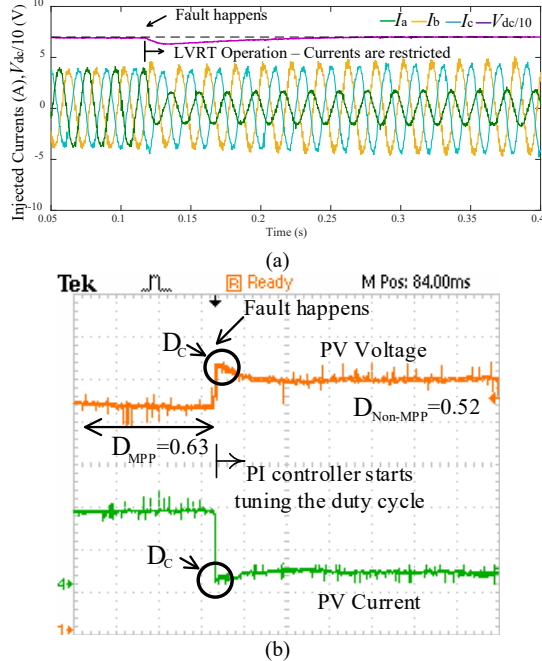 Fault happens
Ia Ib Ic Vdc/10
LVRT Operation – Currents are restricted
Injected Currents (A), Vdc/10 (V)
10
5
0
-5
-10
0.05 0.1 0.15 0.2 0.25 0.3 0.35 0.4
Time (s)
(a)
Tek R Ready M Pos: 84.00ms
Fault happens
DC
PV Voltage
DNon-MPP=0.52
DMPP=0.63
PI controller starts
tuning the duty cycle
DC
4
PV Current
1
(b)